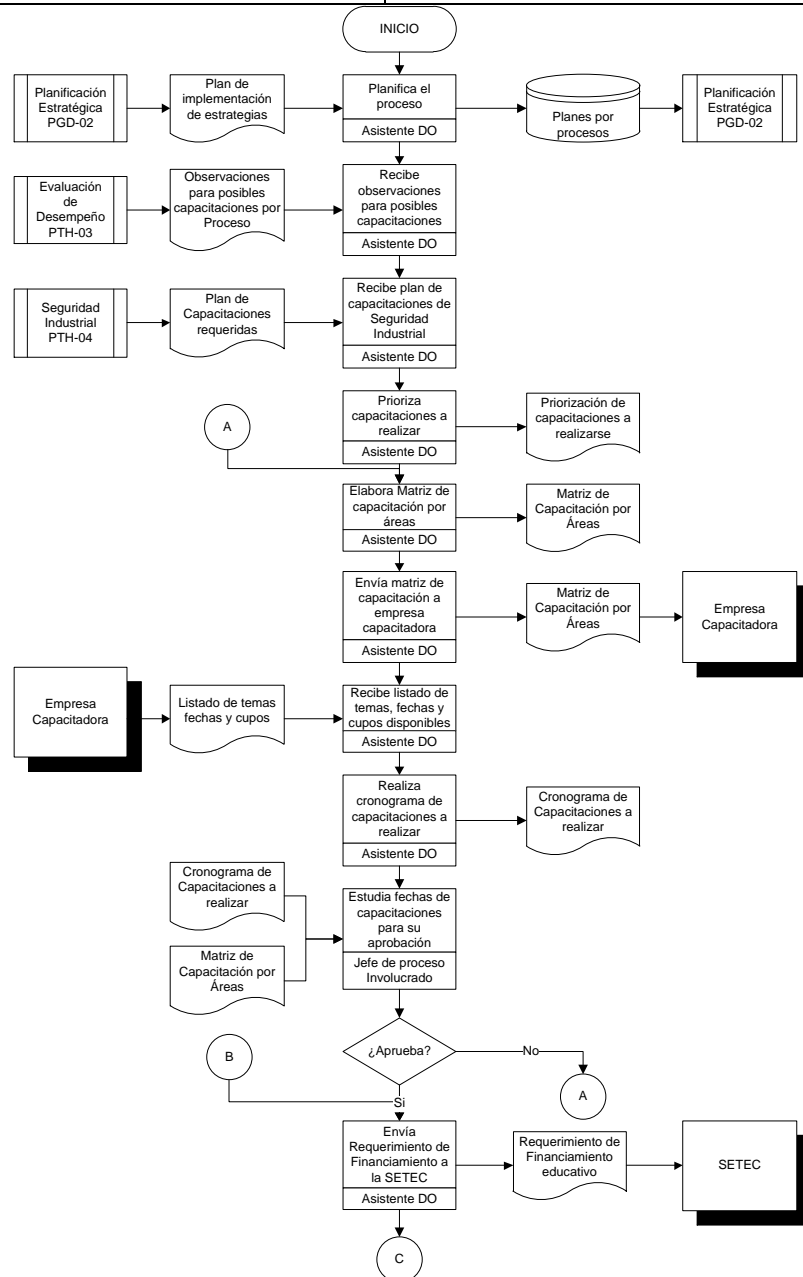 INICIO
Planificación
Estratégica
PGD-02
Plan de
implementación
de estrategias
Planifica el
proceso
Asistente DO
Planes por
procesos
Planificación
Estratégica
PGD-02
Evaluación
de
Desempeño
PTH-03
Observaciones
para posibles
capacitaciones por
Proceso
Recibe
observaciones
para posibles
capacitaciones
Asistente DO
Seguridad
Industrial
PTH-04
Plan de
Capacitaciones
requeridas
Recibe plan de
capacitaciones de
Seguridad
Industrial
Asistente DO
A
Prioriza
capacitaciones a
realizar
Asistente DO
Priorización de
capacitaciones a
realizarse
Elabora Matriz de
capacitación por
áreas
Asistente DO
Matriz de
Capacitación por
Áreas
Envía matriz de
capacitación a
empresa
capacitadora
Asistente DO
Matriz de
Capacitación por
Áreas
Empresa
Capacitadora
Empresa
Capacitadora
Listado de temas
fechas y cupos
Recibe listado de
temas, fechas y
cupos disponibles
Asistente DO
Realiza
cronograma de
capacitaciones a
realizar
Asistente DO
Cronograma de
Capacitaciones a
realizar
Cronograma de
Capacitaciones a
realizar
Matriz de
Capacitación por
Áreas
Estudia fechas de
capacitaciones
para su
aprobación
Jefe de proceso
Involucrado
¿Aprueba?
No
A
B
Si
Envía
Requerimiento de
Financiamiento a
la SETEC
Asistente DO
Requerimiento de
Financiamiento
educativo
SETEC
C